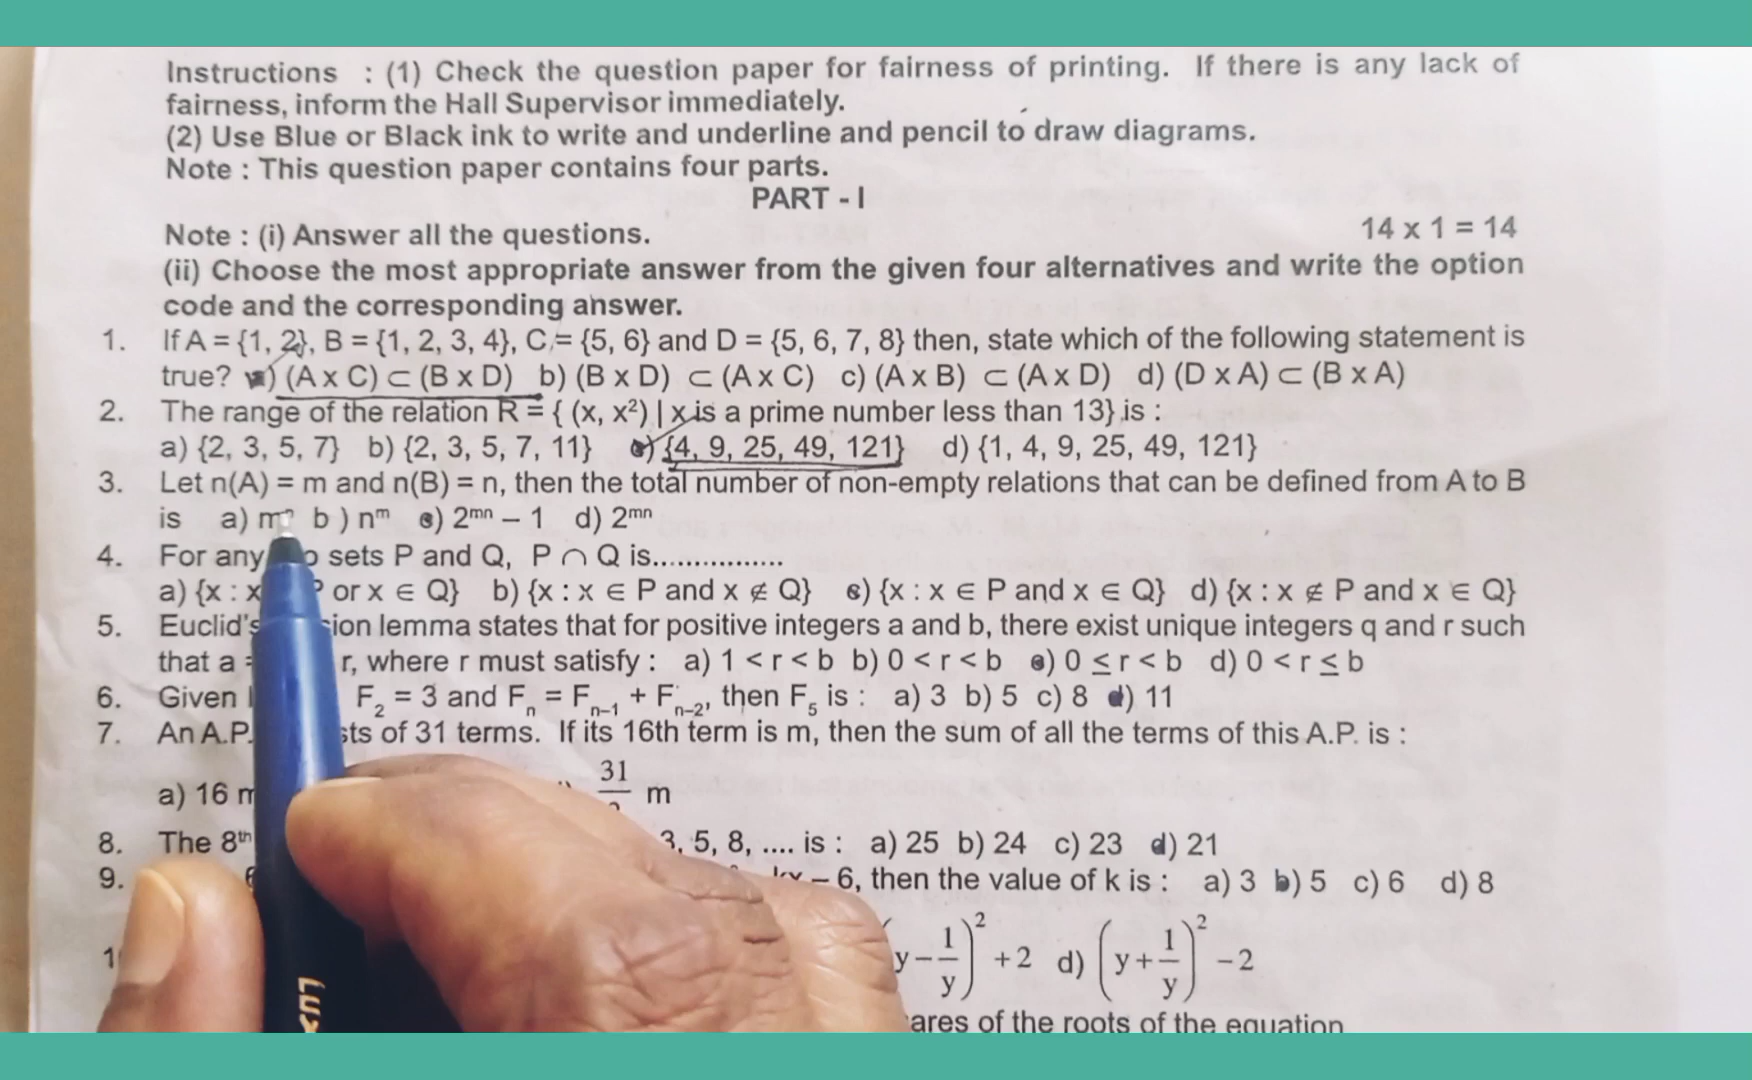 Instructions : (1) Check the question paper for fairness of printing. If there is any lack of
fairness, inform the Hall Supervisor immediately.
(2) Use Blue or Black ink to write and underline and pencil to draw diagrams.
Note : This question paper contains four parts.
PART - I
Note : (i) Answer all the questions. 14 x 1 = 14
(ii) Choose the most appropriate answer from the given four alternatives and write the option
code and the corresponding answer.
1. If A = {1, 2}, B = {1, 2, 3, 4}, C = {5, 6} and D = {5, 6, 7, 8} then, state which of the following statement is
true? a) (A x C) ⊂ (B x D) b) (B x D) ⊂ (A x C) c) (A x B) ⊂ (A x D) d) (D x A) ⊂ (B x A)
2. The range of the relation R = { (x, x²) | x is a prime number less than 13} is :
a) {2, 3, 5, 7} b) {2, 3, 5, 7, 11} c) {4, 9, 25, 49, 121} d) {1, 4, 9, 25, 49, 121}
3. Let n(A) = m and n(B) = n, then the total number of non-empty relations that can be defined from A to B
is a) mⁿ b ) nᵐ c) 2ᵐⁿ – 1 d) 2ᵐⁿ
4. For any sets P and Q, P ∩ Q is................
a) {x : x or x ∈ Q} b) {x : x ∈ P and x ∉ Q} c) {x : x ∈ P and x ∈ Q} d) {x : x ∉ P and x ∈ Q}
5. Euclid's lemma states that for positive integers a and b, there exist unique integers q and r such
that a = r, where r must satisfy : a) 1 < r < b b) 0 < r < b c) 0 ≤ r < b d) 0 < r ≤ b
6. Given F₂ = 3 and Fₙ = Fₙ₋₁ + Fₙ₋₂, then F₅ is : a) 3 b) 5 c) 8 d) 11
7. An A.P. of 31 terms. If its 16th term is m, then the sum of all the terms of this A.P. is :
a) 16 m 31 m
8. The 8th 3, 5, 8, .... is : a) 25 b) 24 c) 23 d) 21
9. kx – 6, then the value of k is : a) 3 b) 5 c) 6 d) 8
(y – 1/y)² + 2 d) (y + 1/y)² – 2
of the roots of the equation
LUX